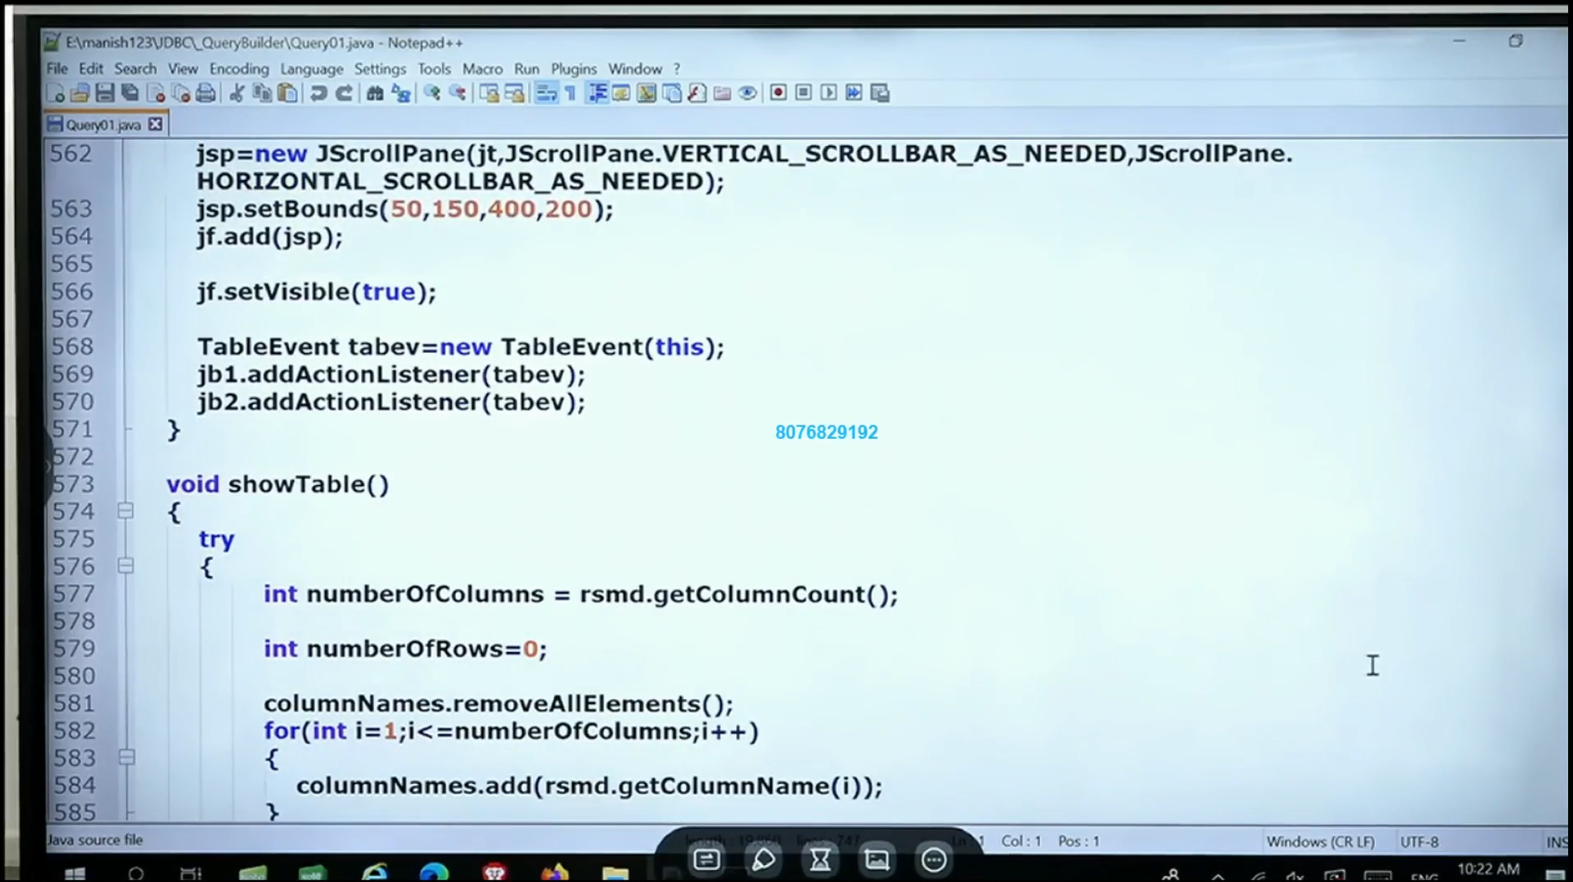 E:\manish123\JDBC\_QueryBuilder\Query01.java - Notepad++
File Edit Search View Encoding Language Settings Tools Macro Run Plugins Window ?
Query01.java
562 jsp=new JScrollPane(jt,JScrollPane.VERTICAL_SCROLLBAR_AS_NEEDED,JScrollPane.
HORIZONTAL_SCROLLBAR_AS_NEEDED);
563 jsp.setBounds(50,150,400,200);
564 jf.add(jsp);
565
566 jf.setVisible(true);
567
568 TableEvent tabev=new TableEvent(this);
569 jb1.addActionListener(tabev);
570 jb2.addActionListener(tabev);
571 }
8076829192
572
573 void showTable()
574 {
575 try
576 {
577 int numberOfColumns = rsmd.getColumnCount();
578
579 int numberOfRows=0;
580
581 columnNames.removeAllElements();
582 for(int i=1;i<=numberOfColumns;i++)
583 {
584 columnNames.add(rsmd.getColumnName(i));
585 }
Java source file Col : 1 Pos : 1 Windows (CR LF) UTF-8 INS
ENG 10:22 AM